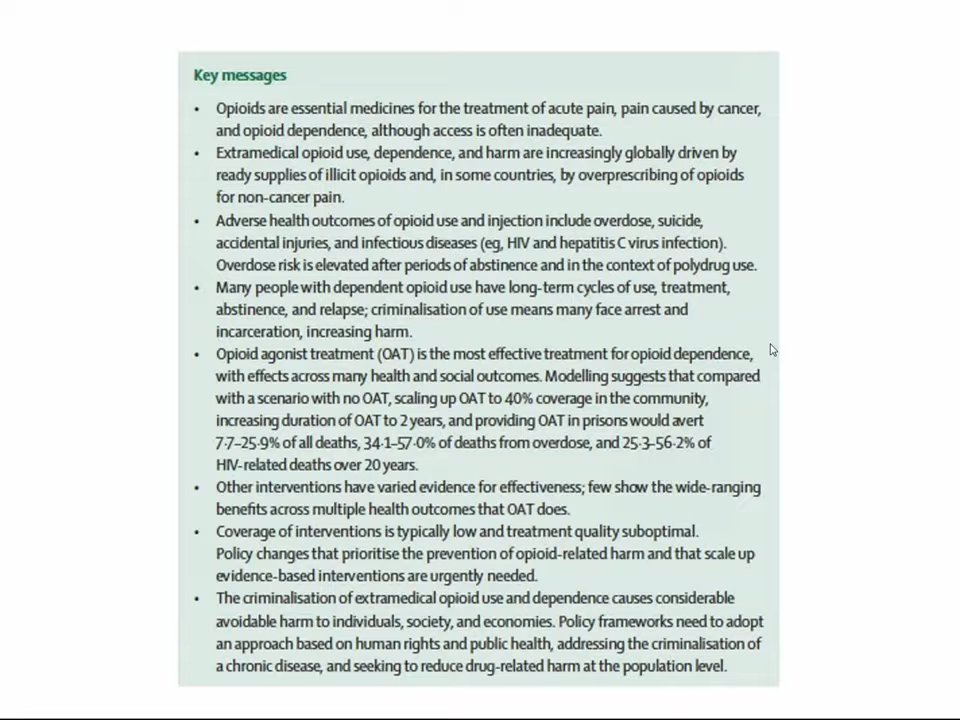 Key messages
• Opioids are essential medicines for the treatment of acute pain, pain caused by cancer,
and opioid dependence, although access is often inadequate.
• Extramedical opioid use, dependence, and harm are increasingly globally driven by
ready supplies of illicit opioids and, in some countries, by overprescribing of opioids
for non-cancer pain.
• Adverse health outcomes of opioid use and injection include overdose, suicide,
accidental injuries, and infectious diseases (eg, HIV and hepatitis C virus infection).
Overdose risk is elevated after periods of abstinence and in the context of polydrug use.
• Many people with dependent opioid use have long-term cycles of use, treatment,
abstinence, and relapse; criminalisation of use means many face arrest and
incarceration, increasing harm.
• Opioid agonist treatment (OAT) is the most effective treatment for opioid dependence,
with effects across many health and social outcomes. Modelling suggests that compared
with a scenario with no OAT, scaling up OAT to 40% coverage in the community,
increasing duration of OAT to 2 years, and providing OAT in prisons would avert
7·7–25·9% of all deaths, 34·1–57·0% of deaths from overdose, and 25·3–56·2% of
HIV-related deaths over 20 years.
• Other interventions have varied evidence for effectiveness; few show the wide-ranging
benefits across multiple health outcomes that OAT does.
• Coverage of interventions is typically low and treatment quality suboptimal.
Policy changes that prioritise the prevention of opioid-related harm and that scale up
evidence-based interventions are urgently needed.
• The criminalisation of extramedical opioid use and dependence causes considerable
avoidable harm to individuals, society, and economies. Policy frameworks need to adopt
an approach based on human rights and public health, addressing the criminalisation of
a chronic disease, and seeking to reduce drug-related harm at the population level.